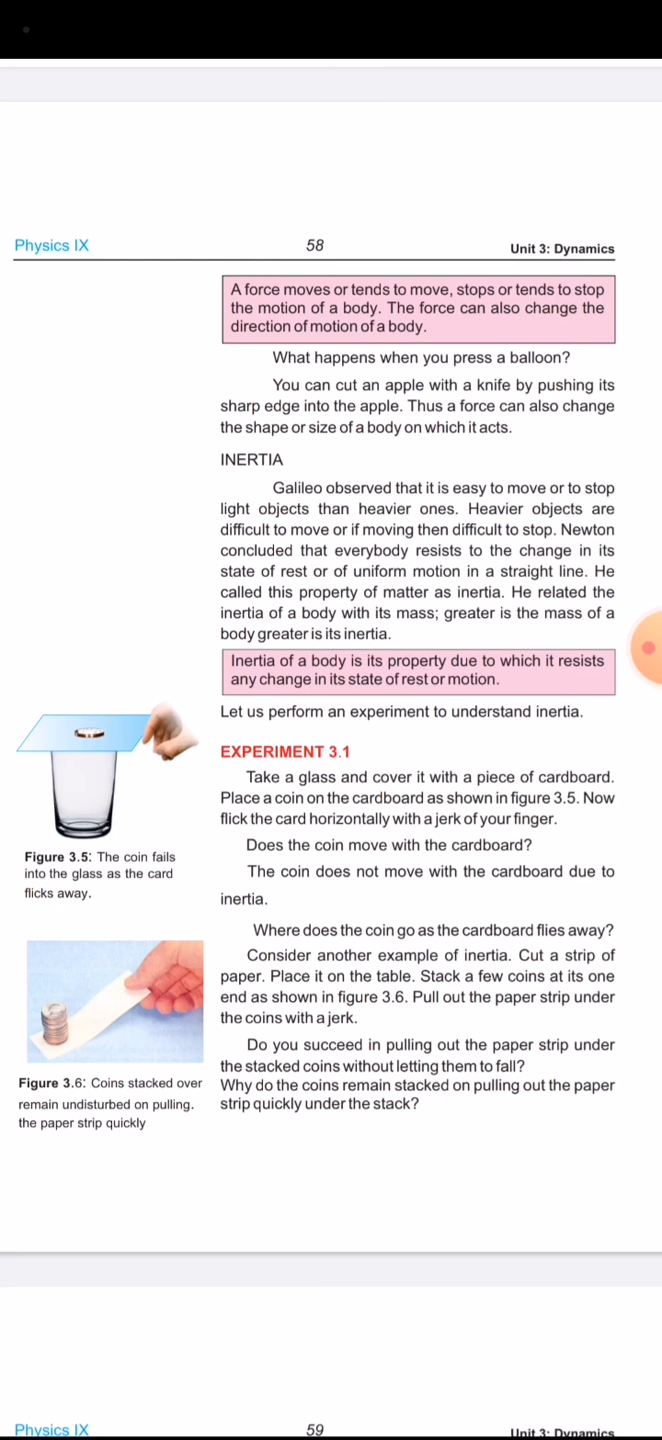 Physics IX
58
Unit 3: Dynamics
A force moves or tends to move, stops or tends to stop
the motion of a body. The force can also change the
direction of motion of a body.
What happens when you press a balloon?
You can cut an apple with a knife by pushing its
sharp edge into the apple. Thus a force can also change
the shape or size of a body on which it acts.
INERTIA
Galileo observed that it is easy to move or to stop
light objects than heavier ones. Heavier objects are
difficult to move or if moving then difficult to stop. Newton
concluded that everybody resists to the change in its
state of rest or of uniform motion in a straight line. He
called this property of matter as inertia. He related the
inertia of a body with its mass; greater is the mass of a
body greater is its inertia.
Inertia of a body is its property due to which it resists
any change in its state of rest or motion.
Let us perform an experiment to understand inertia.
EXPERIMENT 3.1
Take a glass and cover it with a piece of cardboard.
Place a coin on the cardboard as shown in figure 3.5. Now
flick the card horizontally with a jerk of your finger.
Does the coin move with the cardboard?
The coin does not move with the cardboard due to
inertia.
Where does the coin go as the cardboard flies away?
Consider another example of inertia. Cut a strip of
paper. Place it on the table. Stack a few coins at its one
end as shown in figure 3.6. Pull out the paper strip under
the coins with a jerk.
Do you succeed in pulling out the paper strip under
the stacked coins without letting them to fall?
Why do the coins remain stacked on pulling out the paper
strip quickly under the stack?
Figure 3.5: The coin fails
into the glass as the card
flicks away.
Figure 3.6: Coins stacked over
remain undisturbed on pulling.
the paper strip quickly
Physics IX
59
Unit 3: Dynamics